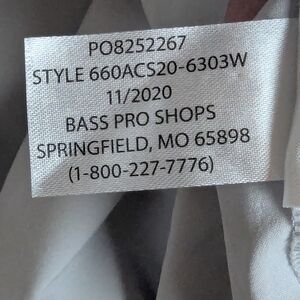 PO8252267
STYLE 660ACS20-6303W
11/2020
BASS PRO SHOPS
SPRINGFIELD, MO 65898
(1-800-227-7776)